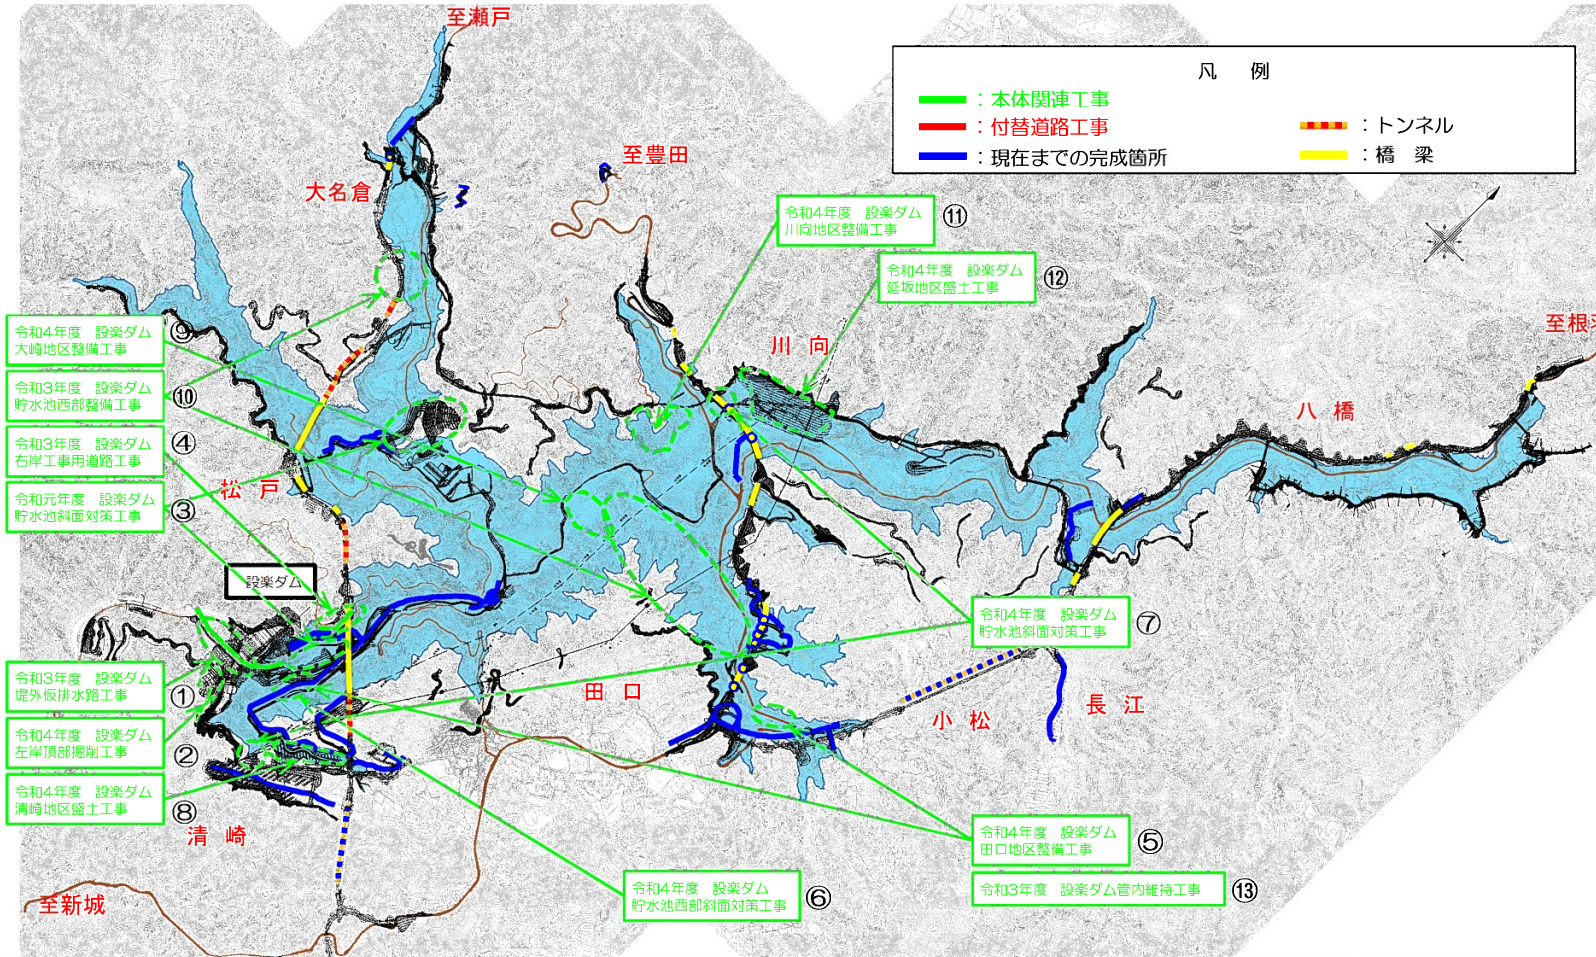 至瀬戸
凡 例
：本体関連工事
：付替道路工事
：トンネル
：現在までの完成箇所
：橋 梁
至豊田
大名倉
令和4年度 設楽ダム
川向地区整備工事
⑪
令和4年度 設楽ダム
延坂地区盛土工事
⑫
川 向
八 橋
令和4年度 設楽ダム
大崎地区整備工事
⑨
令和3年度 設楽ダム
貯水池西部整備工事
⑩
令和3年度 設楽ダム
右岸工事用道路工事
④
令和元年度 設楽ダム
貯水池斜面対策工事
③
松 戸
設楽ダム
令和3年度 設楽ダム
堤外仮排水路工事
①
令和4年度 設楽ダム
左岸頂部掘削工事
②
令和4年度 設楽ダム
清崎地区盛土工事
⑧
清 崎
至新城
田 口
小 松
長 江
令和4年度 設楽ダム
貯水池斜面対策工事
⑦
令和4年度 設楽ダム
田口地区整備工事
⑤
令和4年度 設楽ダム
貯水池西部斜面対策工事
⑥
令和3年度 設楽ダム管内維持工事
⑬